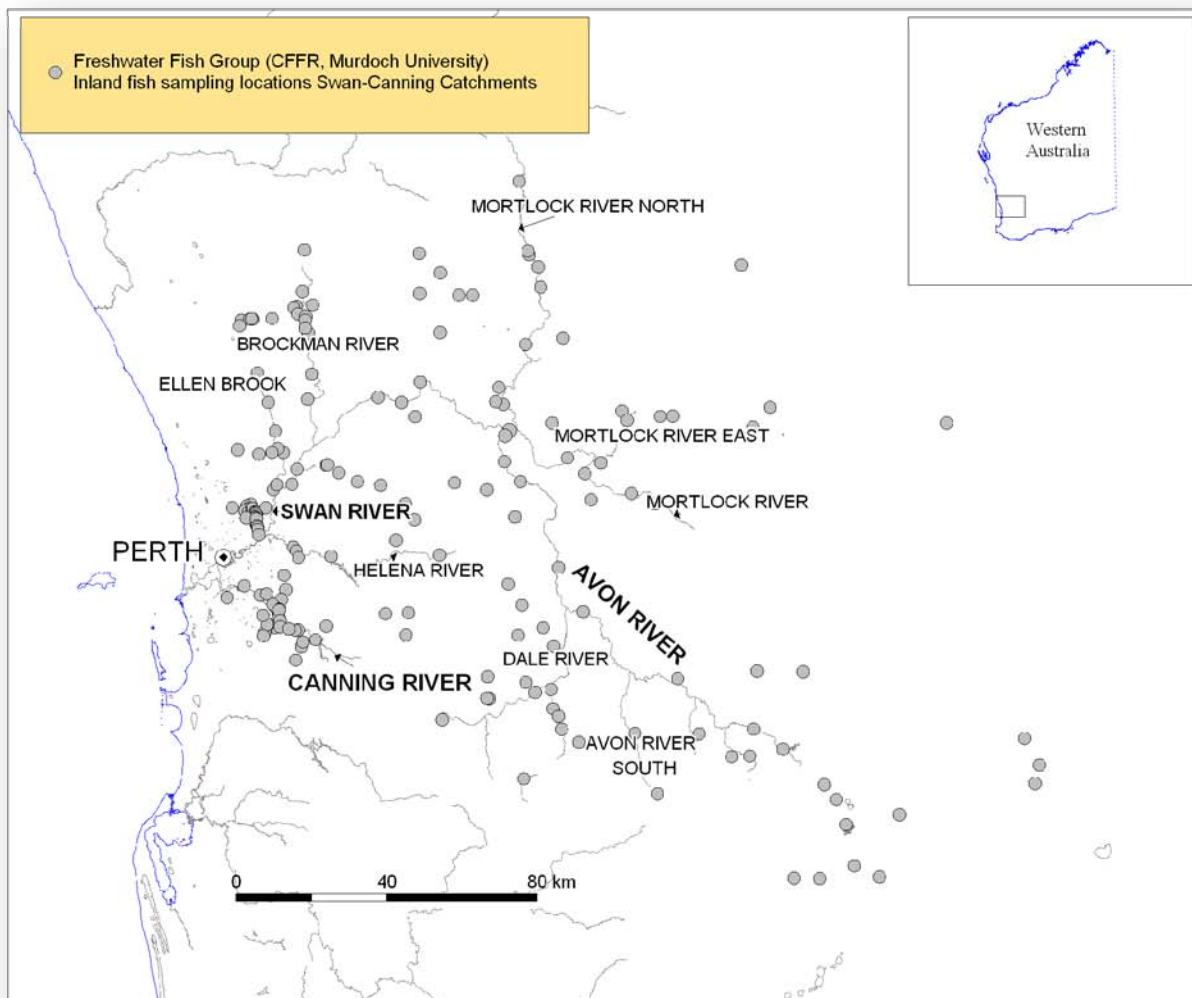 Freshwater Fish Group (CFFR, Murdoch University)
Inland fish sampling locations Swan-Canning Catchments
Western
Australia
MORTLOCK RIVER NORTH
BROCKMAN RIVER
ELLEN BROOK
MORTLOCK RIVER EAST
MORTLOCK RIVER
SWAN RIVER
PERTH
HELENA RIVER
AVON RIVER
DALE RIVER
CANNING RIVER
AVON RIVER
SOUTH
0 40 80 km